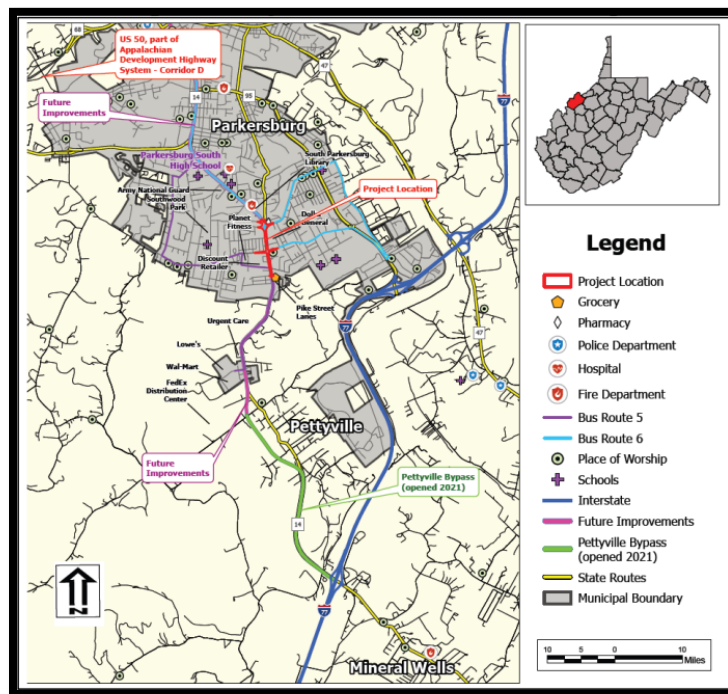 68
US 50, part of
Appalachian
Development Highway
System - Corridor D
47
77
Future
Improvements
14
95
Parkersburg
Parkersburg South
High School
South Parkersburg
Library
Army National Guard
Southwood
Park
Project Location
Planet
Fitness
Dollar
General
Discount
Retailer
Pike Street
Lanes
77
Urgent Care
47
Lowe's
Wal-Mart
FedEx
Distribution
Center
Pettyville
Future
Improvements
Pettyville Bypass
(opened 2021)
14
N
77
Mineral Wells
Legend
Project Location
Grocery
Pharmacy
Police Department
Hospital
Fire Department
Bus Route 5
Bus Route 6
Place of Worship
Schools
Interstate
Future Improvements
Pettyville Bypass
(opened 2021)
State Routes
Municipal Boundary
10 5 0 10
Miles